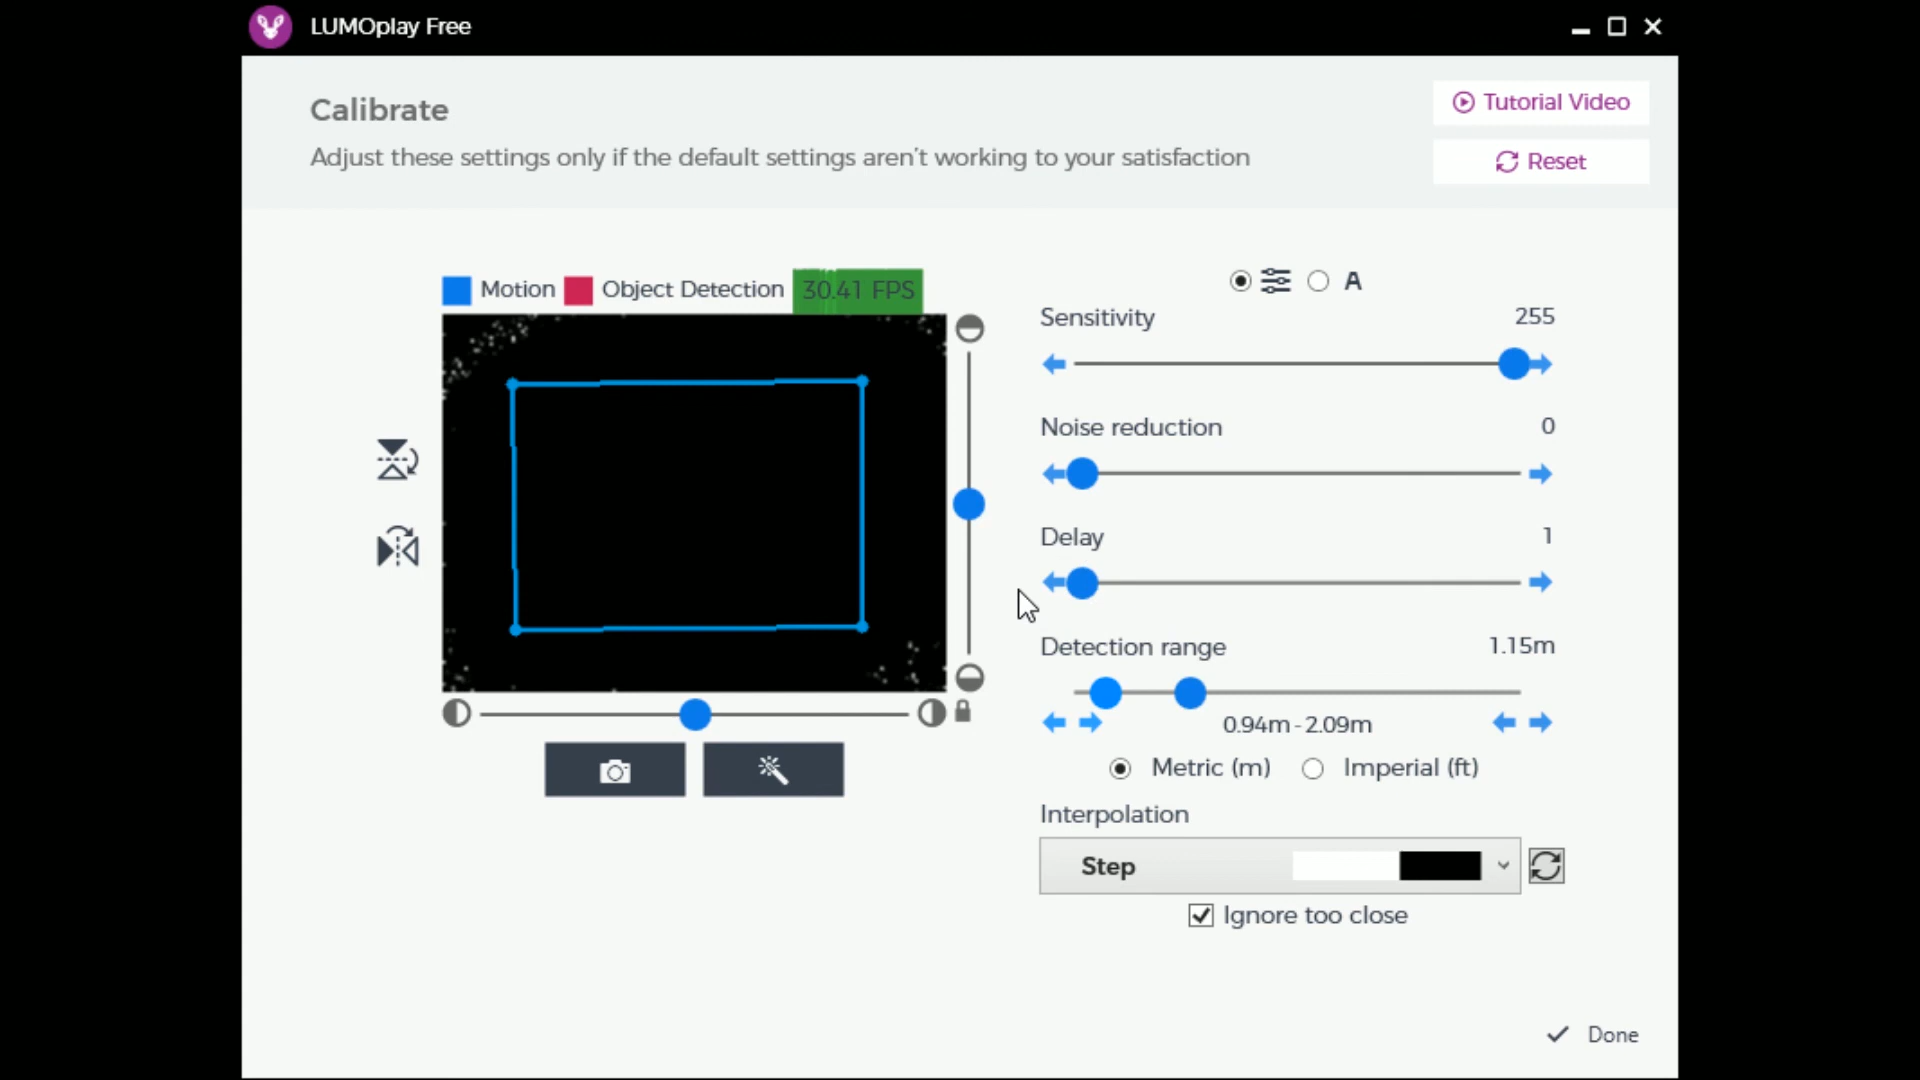 LUMOplay Free
Calibrate
Adjust these settings only if the default settings aren't working to your satisfaction
Tutorial Video
Reset
Motion Object Detection 30.41 FPS
A
Sensitivity 255
Noise reduction 0
Delay 1
Detection range 1.15m
0.94m - 2.09m
Metric (m) Imperial (ft)
Interpolation
Step
Ignore too close
Done